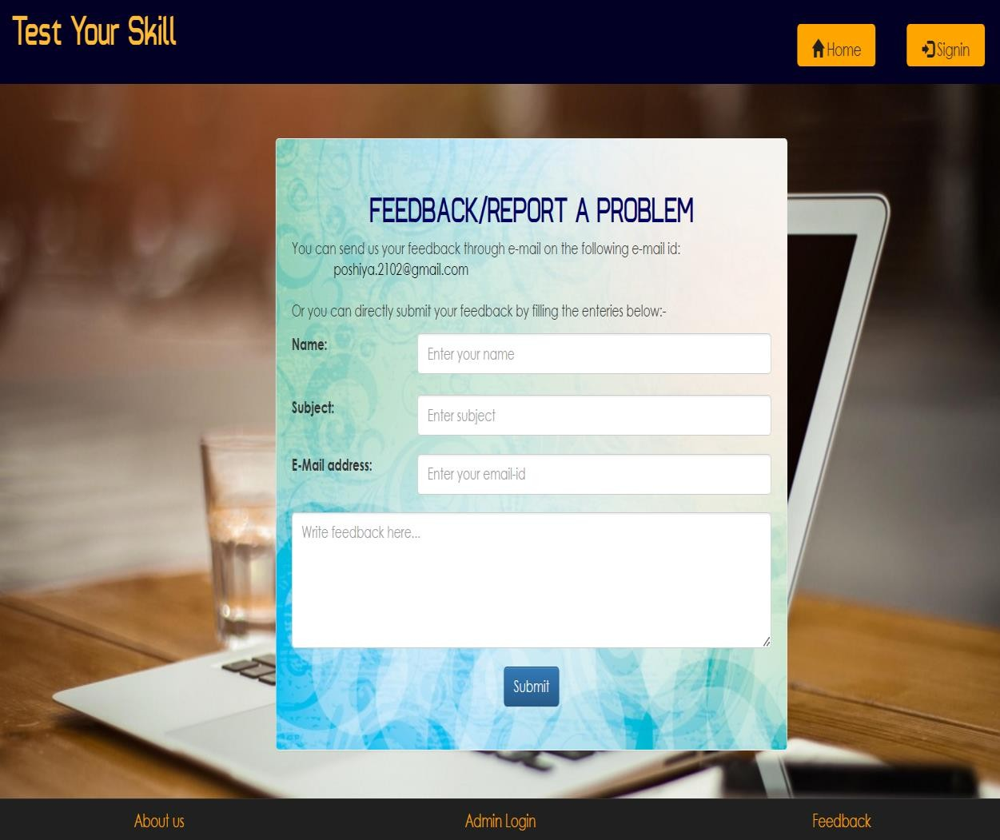 Test Your Skill
Home
Signin
FEEDBACK/REPORT A PROBLEM
You can send us your feedback through e-mail on the following e-mail id:
poshiya.2102@gmail.com
Or you can directly submit your feedback by filling the enteries below:-
Name:
Enter your name
Subject:
Enter subject
E-Mail address:
Enter your email-id
Write feedback here...
Submit
About us
Admin Login
Feedback